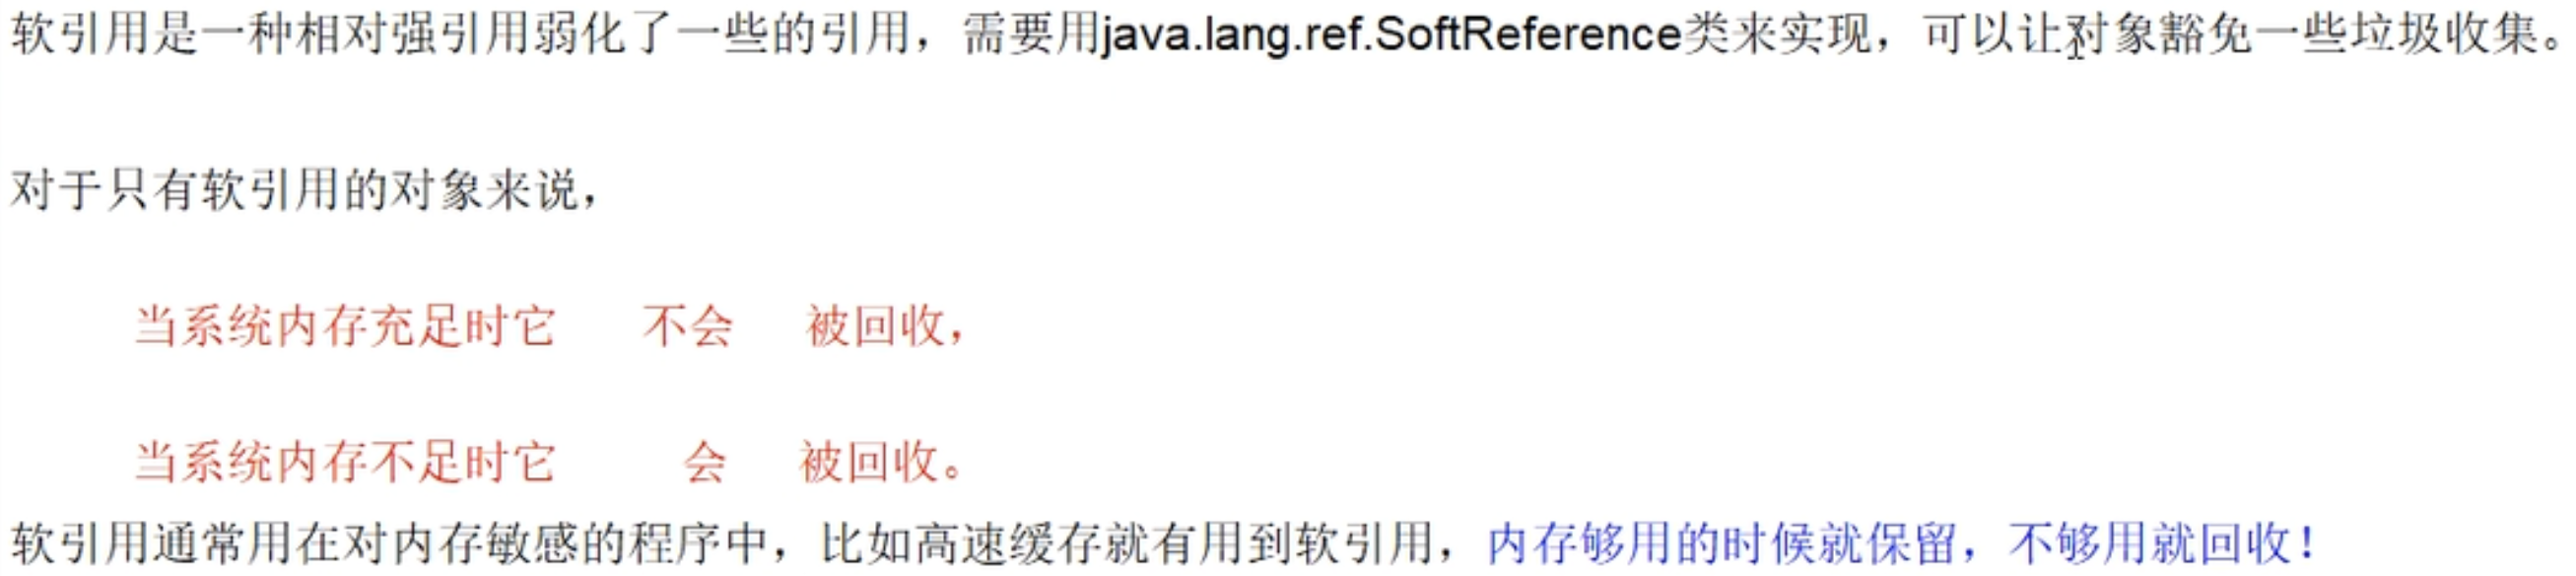 软引用是一种相对强引用弱化了一些的引用，需要用java.lang.ref.SoftReference类来实现，可以让对象豁免一些垃圾收集。
对于只有软引用的对象来说，
当系统内存充足时它 不会 被回收，
当系统内存不足时它 会 被回收。
软引用通常用在对内存敏感的程序中，比如高速缓存就有用到软引用，内存够用的时候就保留，不够用就回收！